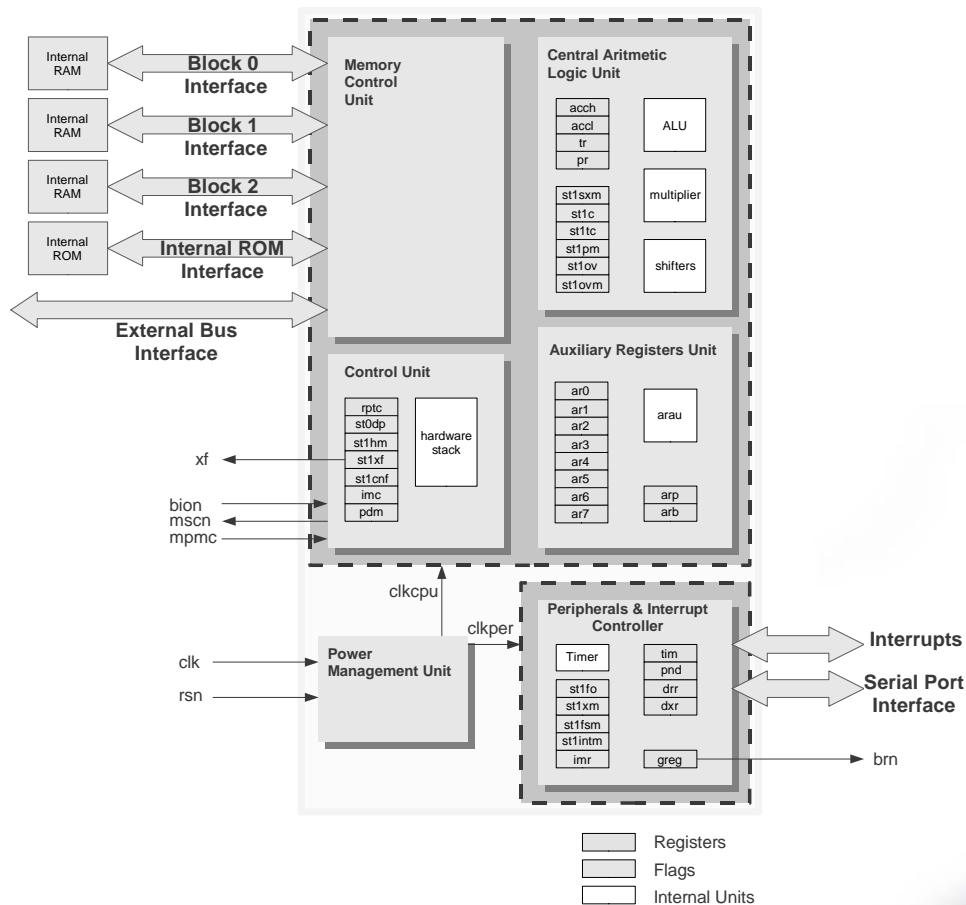 Internal
RAM
Block 0
Interface
Internal
RAM
Block 1
Interface
Internal
RAM
Block 2
Interface
Internal
ROM
Internal ROM
Interface
External Bus
Interface
Memory
Control
Unit
Central Aritmetic
Logic Unit
acch
accl
tr
pr
st1sxm
st1c
st1tc
st1pm
st1ov
st1ovm
ALU
multiplier
shifters
Control Unit
rptc
st0dp
st1hm
st1xf
st1cnf
imc
pdm
hardware
stack
xf
bion
mscn
mpmc
Auxiliary Registers Unit
ar0
ar1
ar2
ar3
ar4
ar5
ar6
ar7
arau
arp
arb
clkcpu
clkper
clk
rsn
Power
Management Unit
Peripherals & Interrupt
Controller
Timer
st1fo
st1xm
st1fsm
st1intm
imr
tim
pnd
drr
dxr
greg
Interrupts
Serial Port
Interface
brn
Registers
Flags
Internal Units